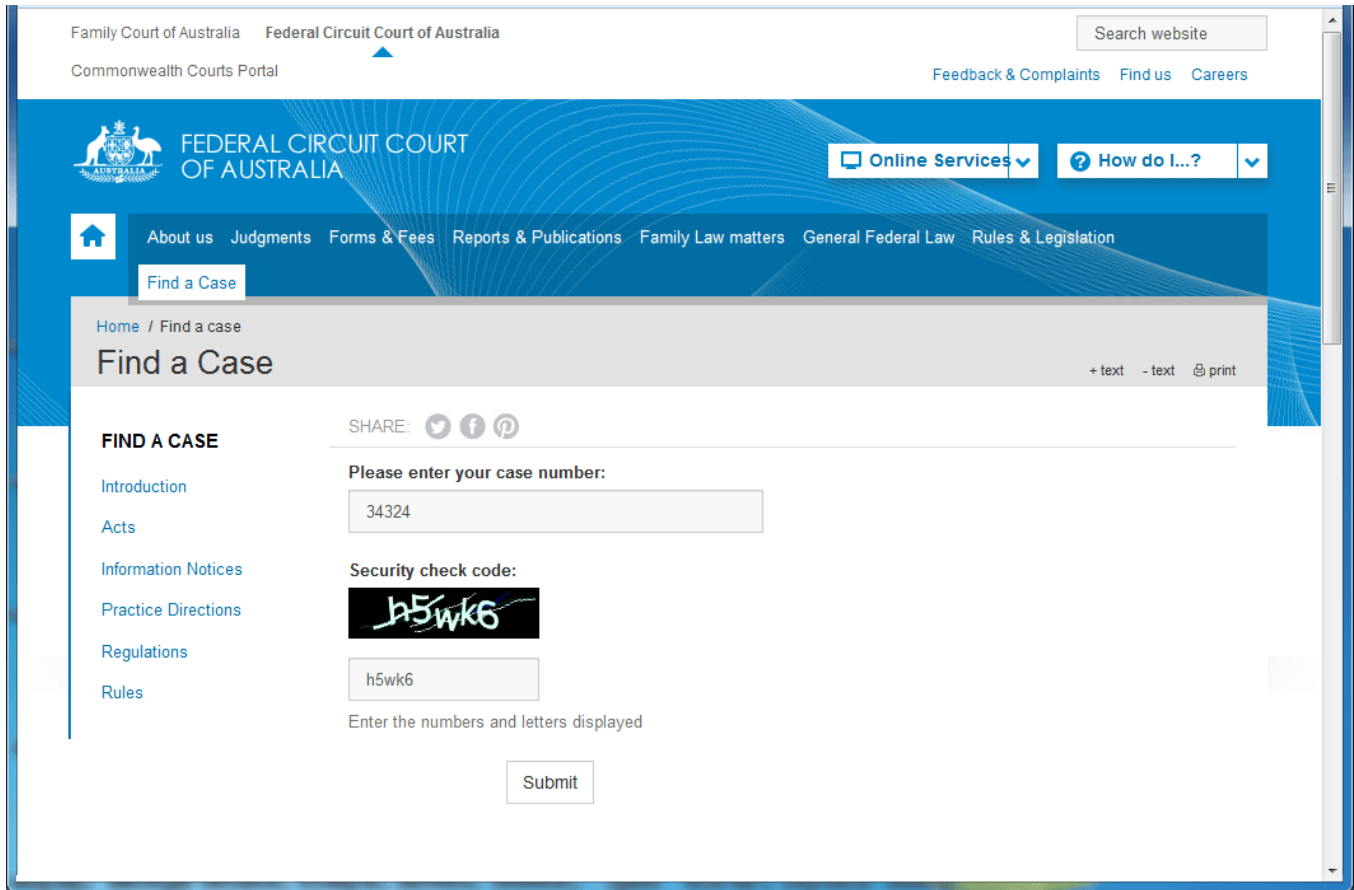 Family Court of Australia Federal Circuit Court of Australia
Search website
Commonwealth Courts Portal
Feedback & Complaints Find us Careers
AUSTRALIA
FEDERAL CIRCUIT COURT
OF AUSTRALIA
Online Services
How do I...?
About us Judgments Forms & Fees Reports & Publications Family Law matters General Federal Law Rules & Legislation
Find a Case
Home / Find a case
Find a Case
+ text - text print
FIND A CASE
Introduction
Acts
Information Notices
Practice Directions
Regulations
Rules
SHARE:
Please enter your case number:
34324
Security check code:
h5wk6
h5wk6
Enter the numbers and letters displayed
Submit